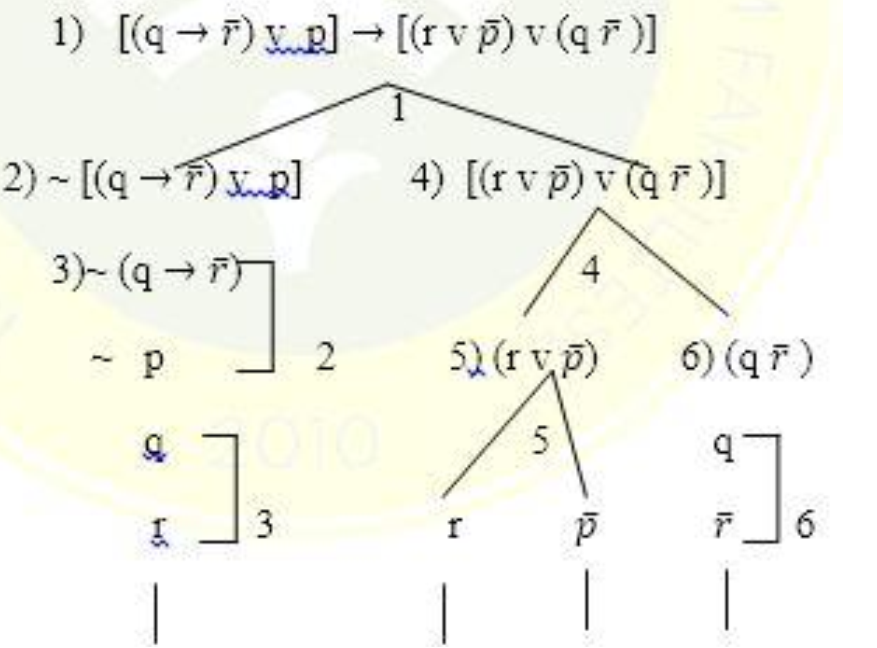 1) [(q → r̄) v p] → [(r v p̄) v (q r̄ )]
1
2) ~ [(q → r̄) v p] 4) [(r v p̄) v (q r̄ )]
3)~ (q → r̄) 4
~ p 2 5) (r v p̄) 6) (q r̄ )
q 5 q
r 3 r p̄ r̄ 6